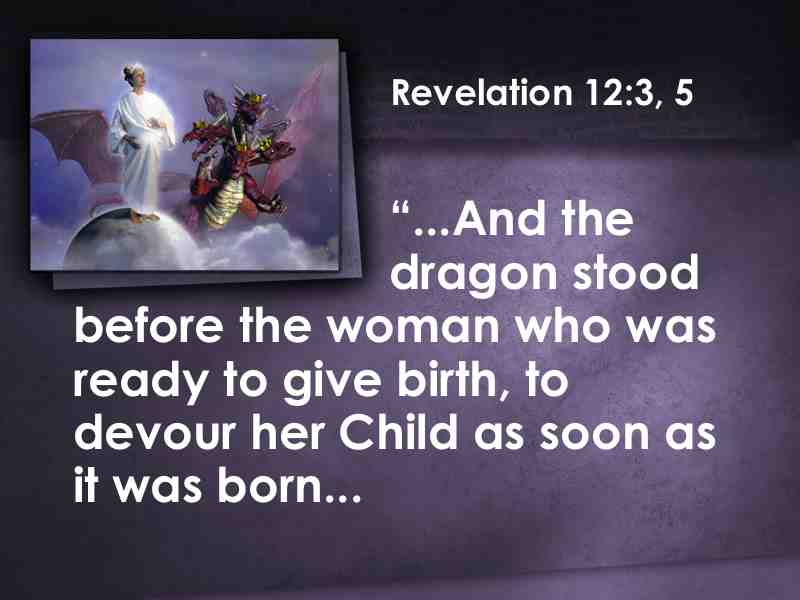 Revelation 12:3, 5
“...And the
dragon stood
before the woman who was
ready to give birth, to
devour her Child as soon as
it was born...